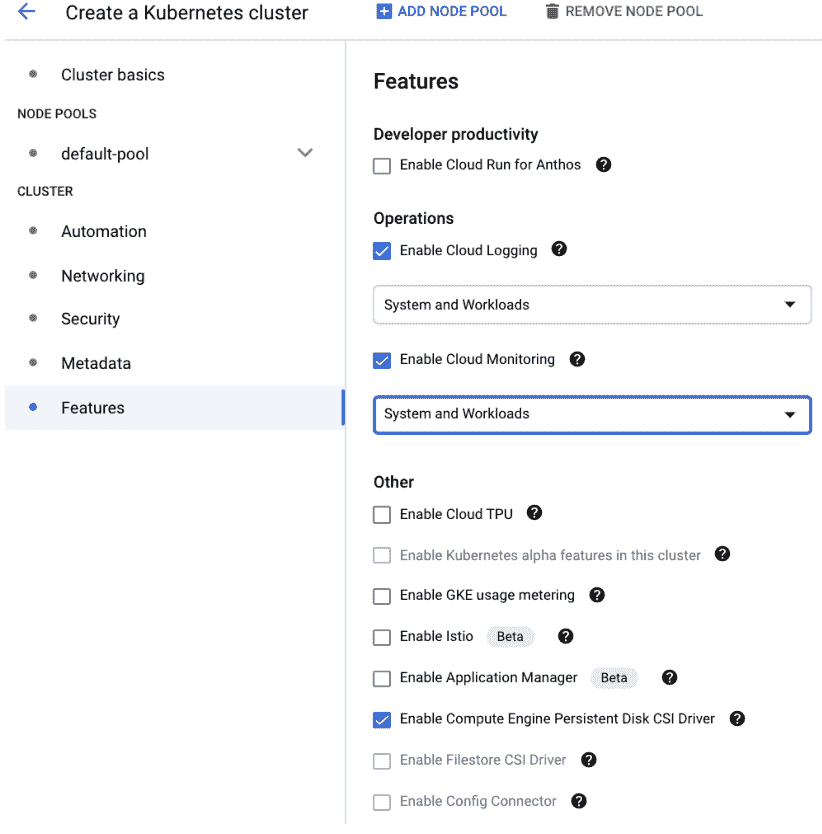 Create a Kubernetes cluster
ADD NODE POOL
REMOVE NODE POOL
Cluster basics
NODE POOLS
default-pool
CLUSTER
Automation
Networking
Security
Metadata
Features
Features
Developer productivity
Enable Cloud Run for Anthos
Operations
Enable Cloud Logging
System and Workloads
Enable Cloud Monitoring
System and Workloads
Other
Enable Cloud TPU
Enable Kubernetes alpha features in this cluster
Enable GKE usage metering
Enable Istio Beta
Enable Application Manager Beta
Enable Compute Engine Persistent Disk CSI Driver
Enable Filestore CSI Driver
Enable Config Connector